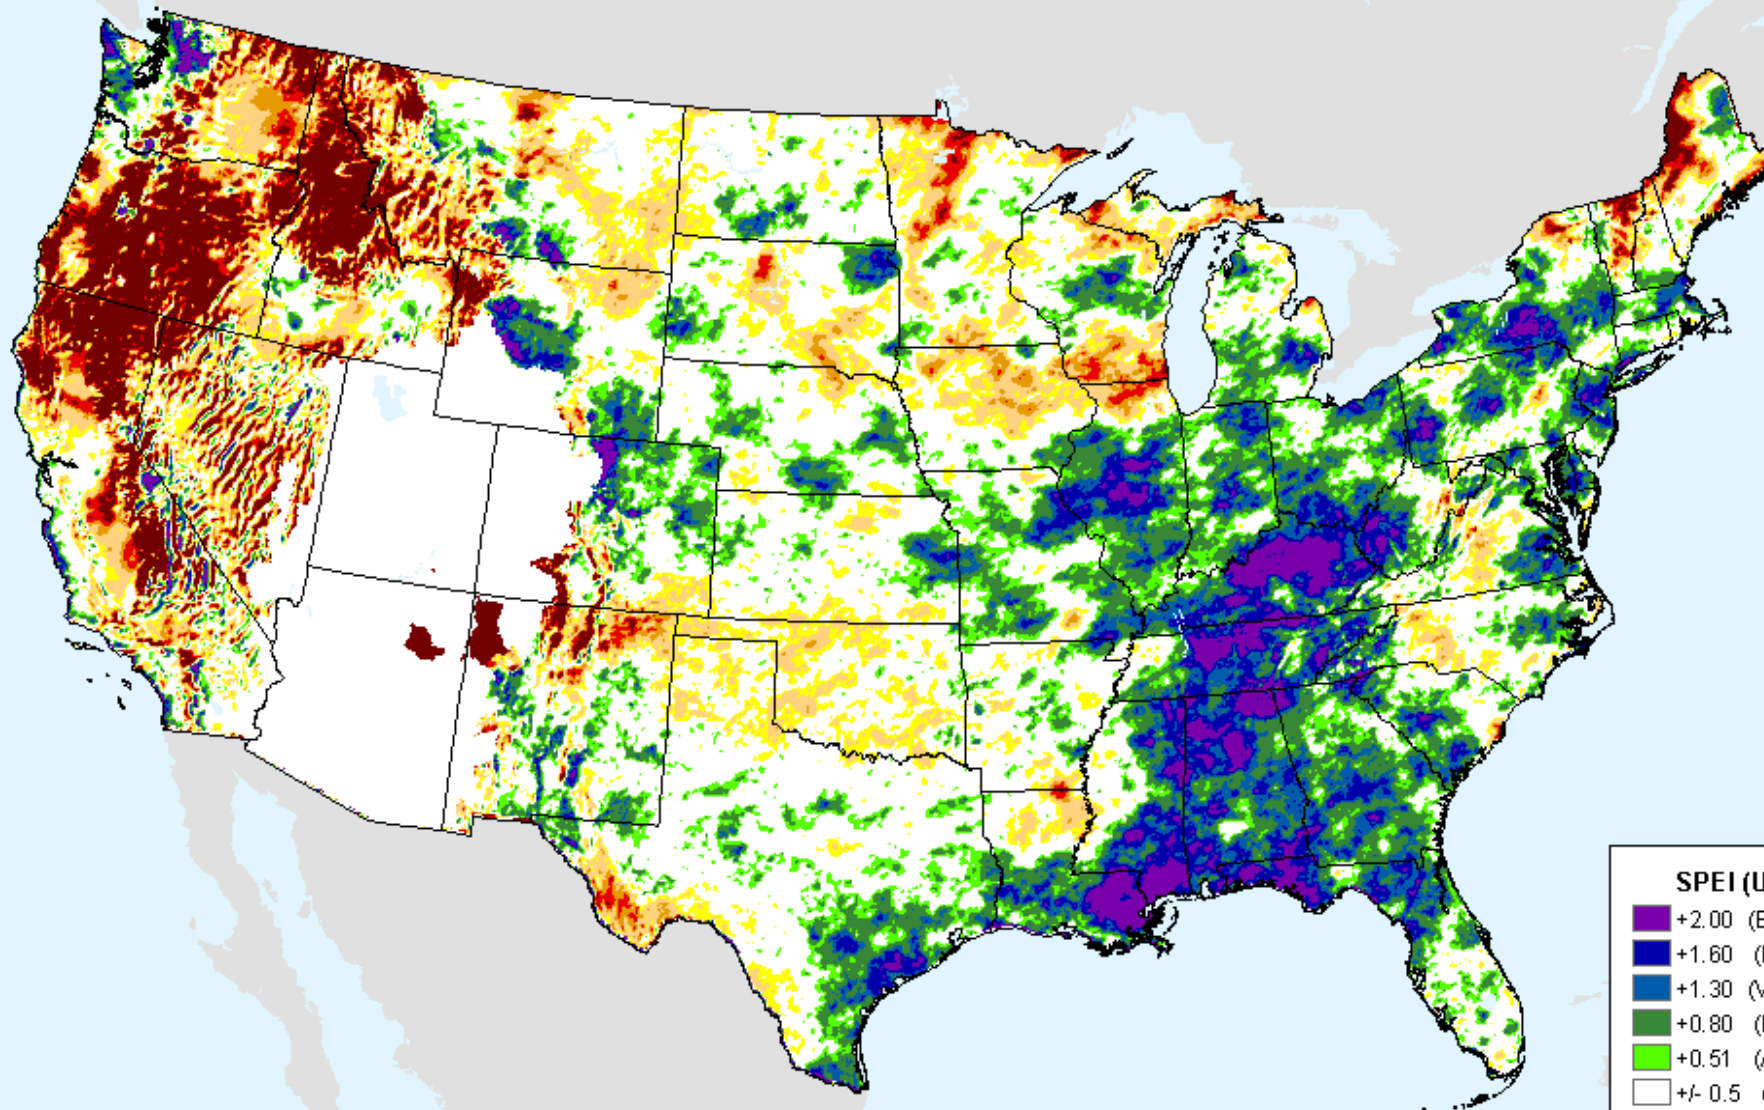 SPEI (U
+2.00 (E
+1.60 (
+1.30 (V
+0.80 (
+0.51 (
+/- 0.5